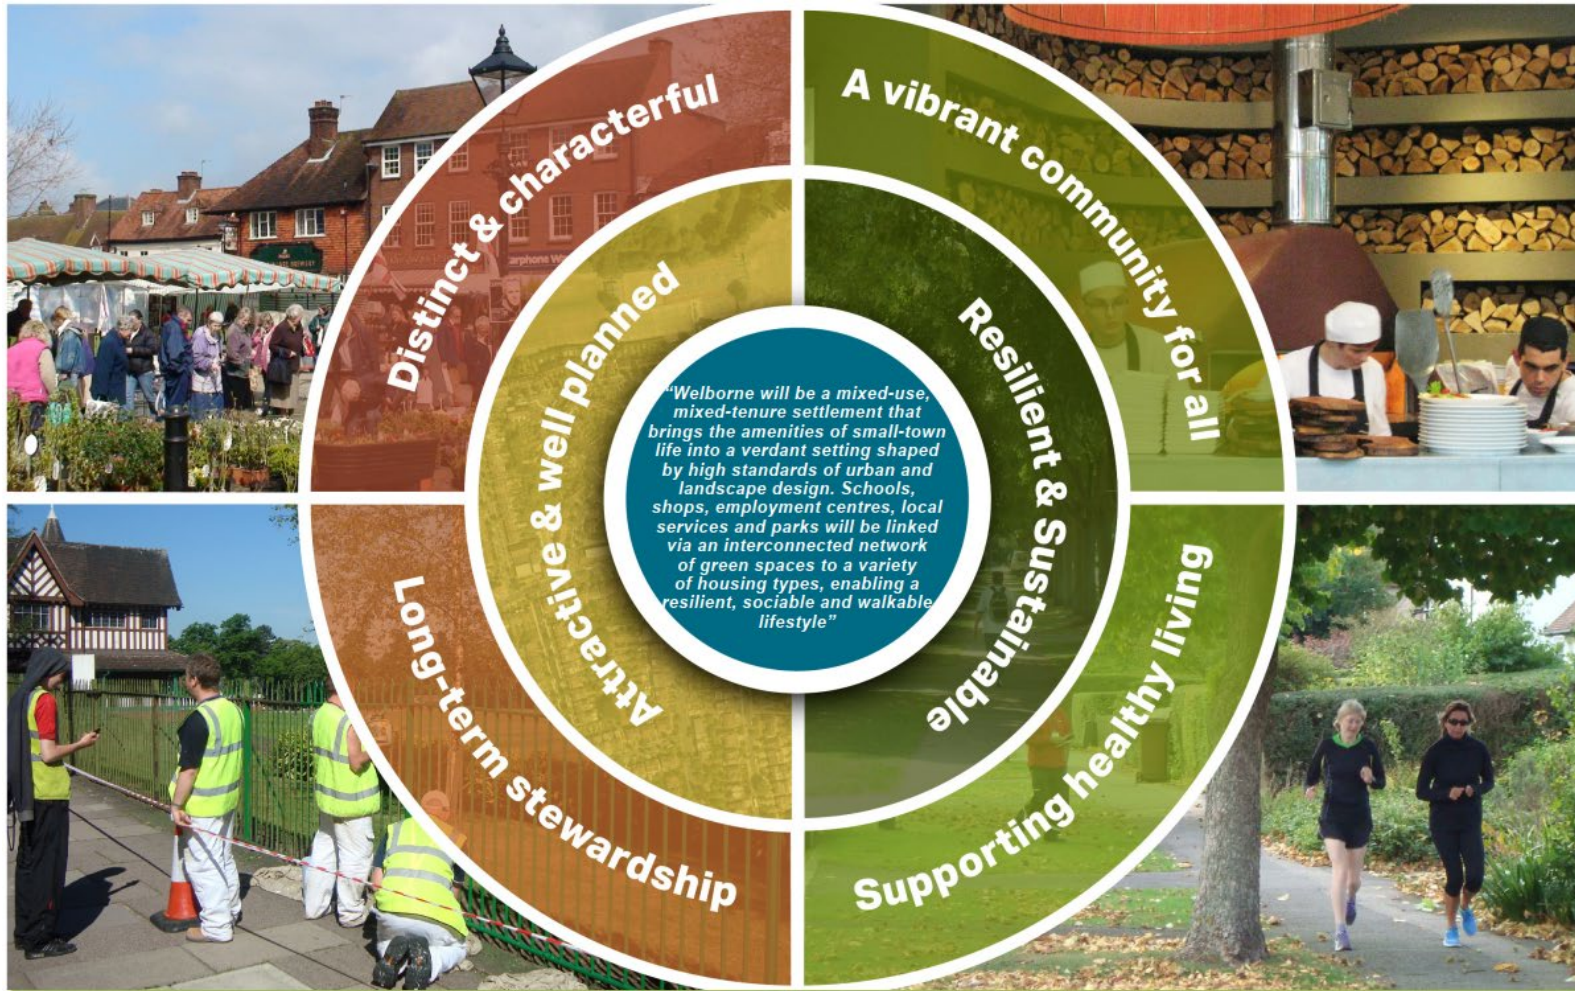 Distinct & characterful
A vibrant community for all
Attractive & well planned
Resilient & Sustainable
“Welborne will be a mixed-use,
mixed-tenure settlement that
brings the amenities of small-town
life into a verdant setting shaped
by high standards of urban and
landscape design. Schools,
shops, employment centres, local
services and parks will be linked
via an interconnected network
of green spaces to a variety
of housing types, enabling a
resilient, sociable and walkable
lifestyle”
Long-term stewardship
Supporting healthy living